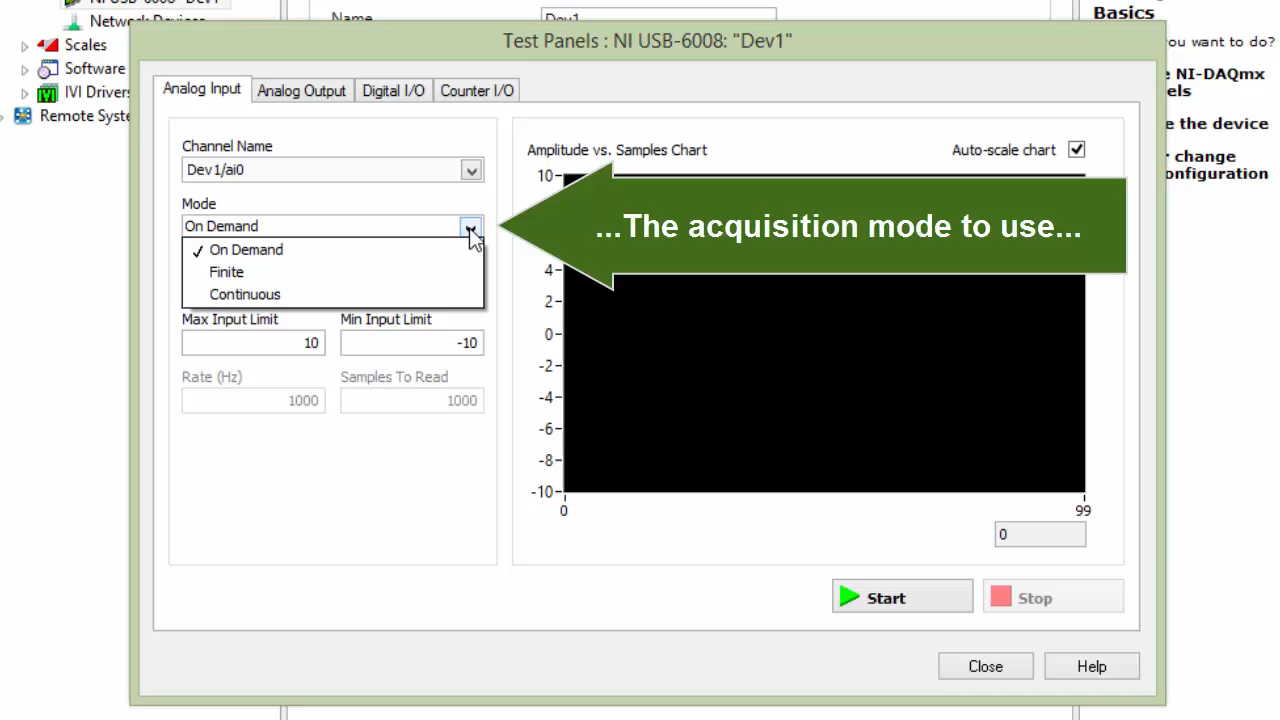 NI USB-6008 "Dev1"
Network Devices
Scales
Software
IVI Drivers
Remote Syste
Name
Dev1
Basics
ou want to do?
e NI-DAQmx
els
e the device
r change
onfiguration
Test Panels : NI USB-6008: "Dev1"
Analog Input
Analog Output
Digital I/O
Counter I/O
Channel Name
Dev1/ai0
Mode
On Demand
On Demand
Finite
Continuous
Max Input Limit
Min Input Limit
10
-10
Rate (Hz)
Samples To Read
1000
1000
Amplitude vs. Samples Chart
Auto-scale chart
...The acquisition mode to use...
10
4
2
0
-2
-4
-6
-8
-10
0
99
0
Start
Stop
Close
Help